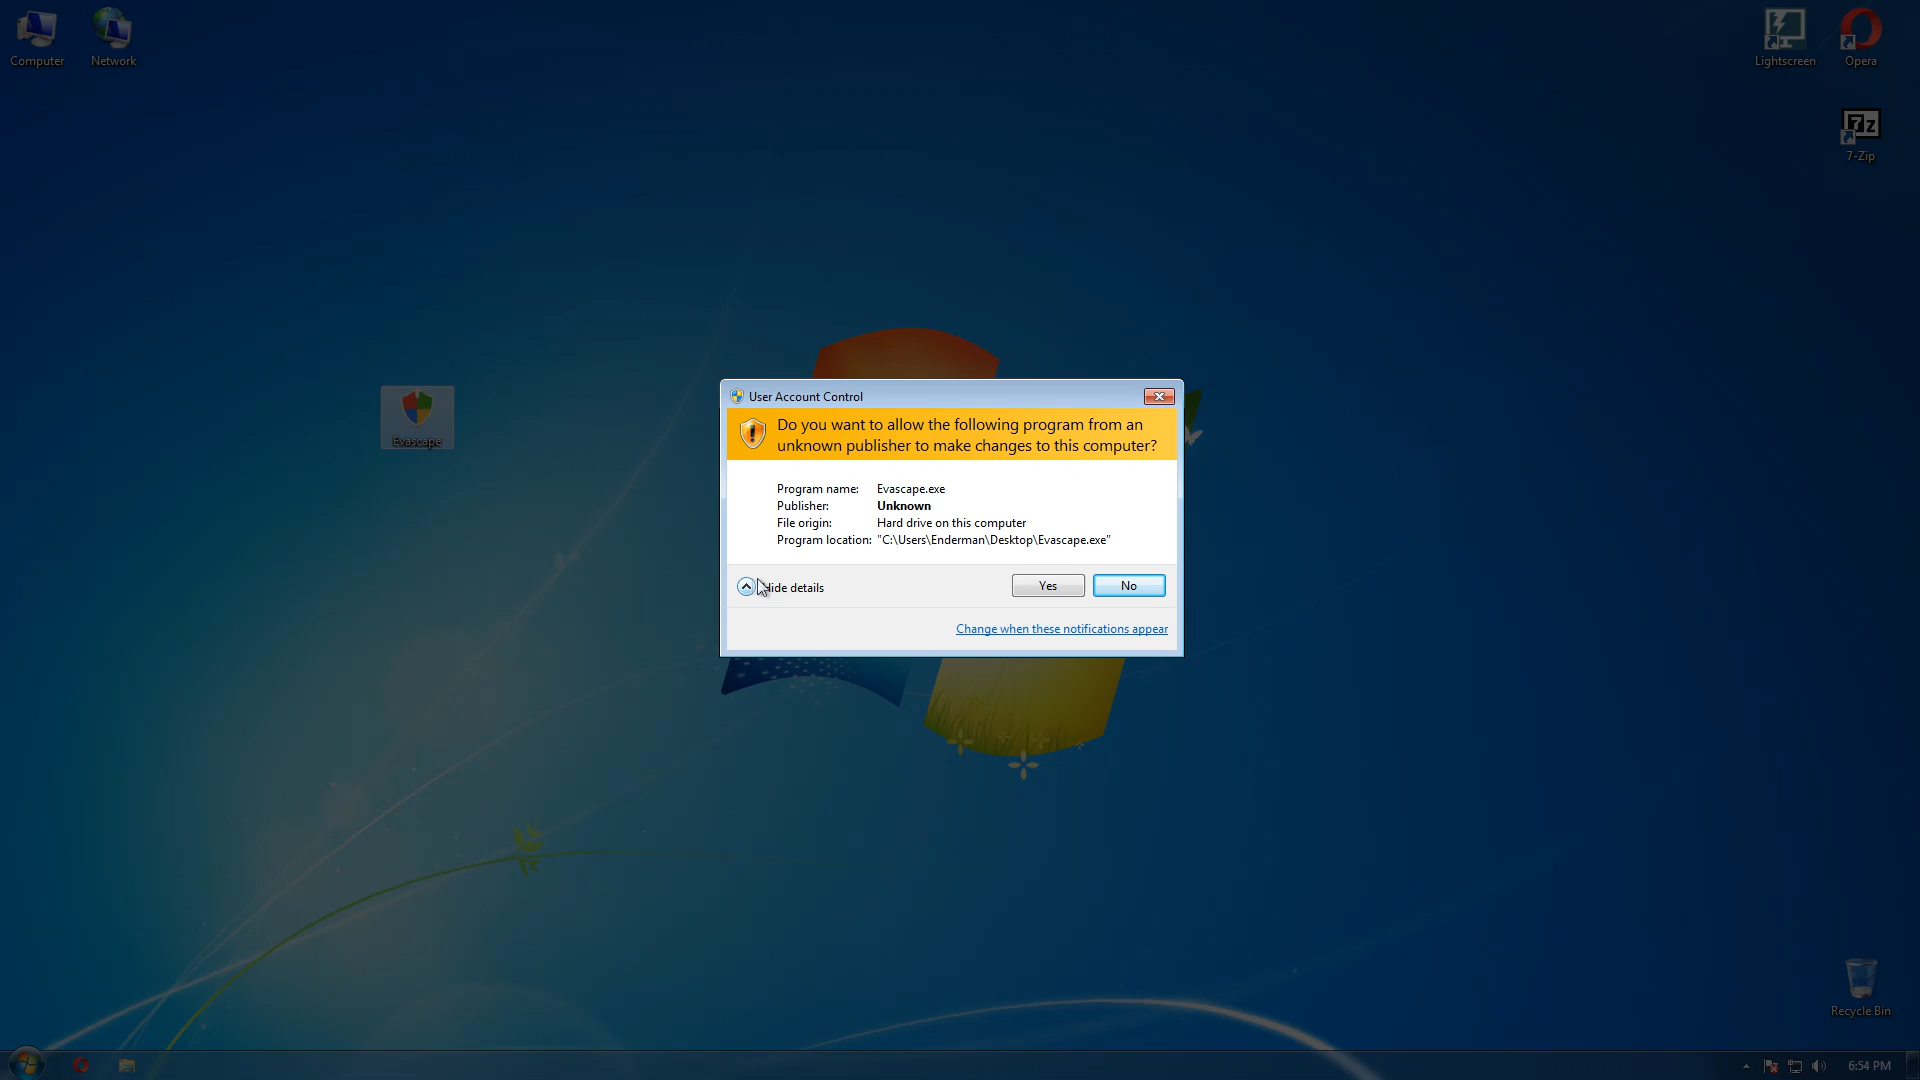 Computer
Network
Lightscreen
Opera
7z
7-Zip
Evascape
User Account Control
Do you want to allow the following program from an
unknown publisher to make changes to this computer?
Program name: Evascape.exe
Publisher: Unknown
File origin: Hard drive on this computer
Program location: "C:\Users\Enderman\Desktop\Evascape.exe"
Hide details
Yes
No
Change when these notifications appear
Recycle Bin
6:54 PM